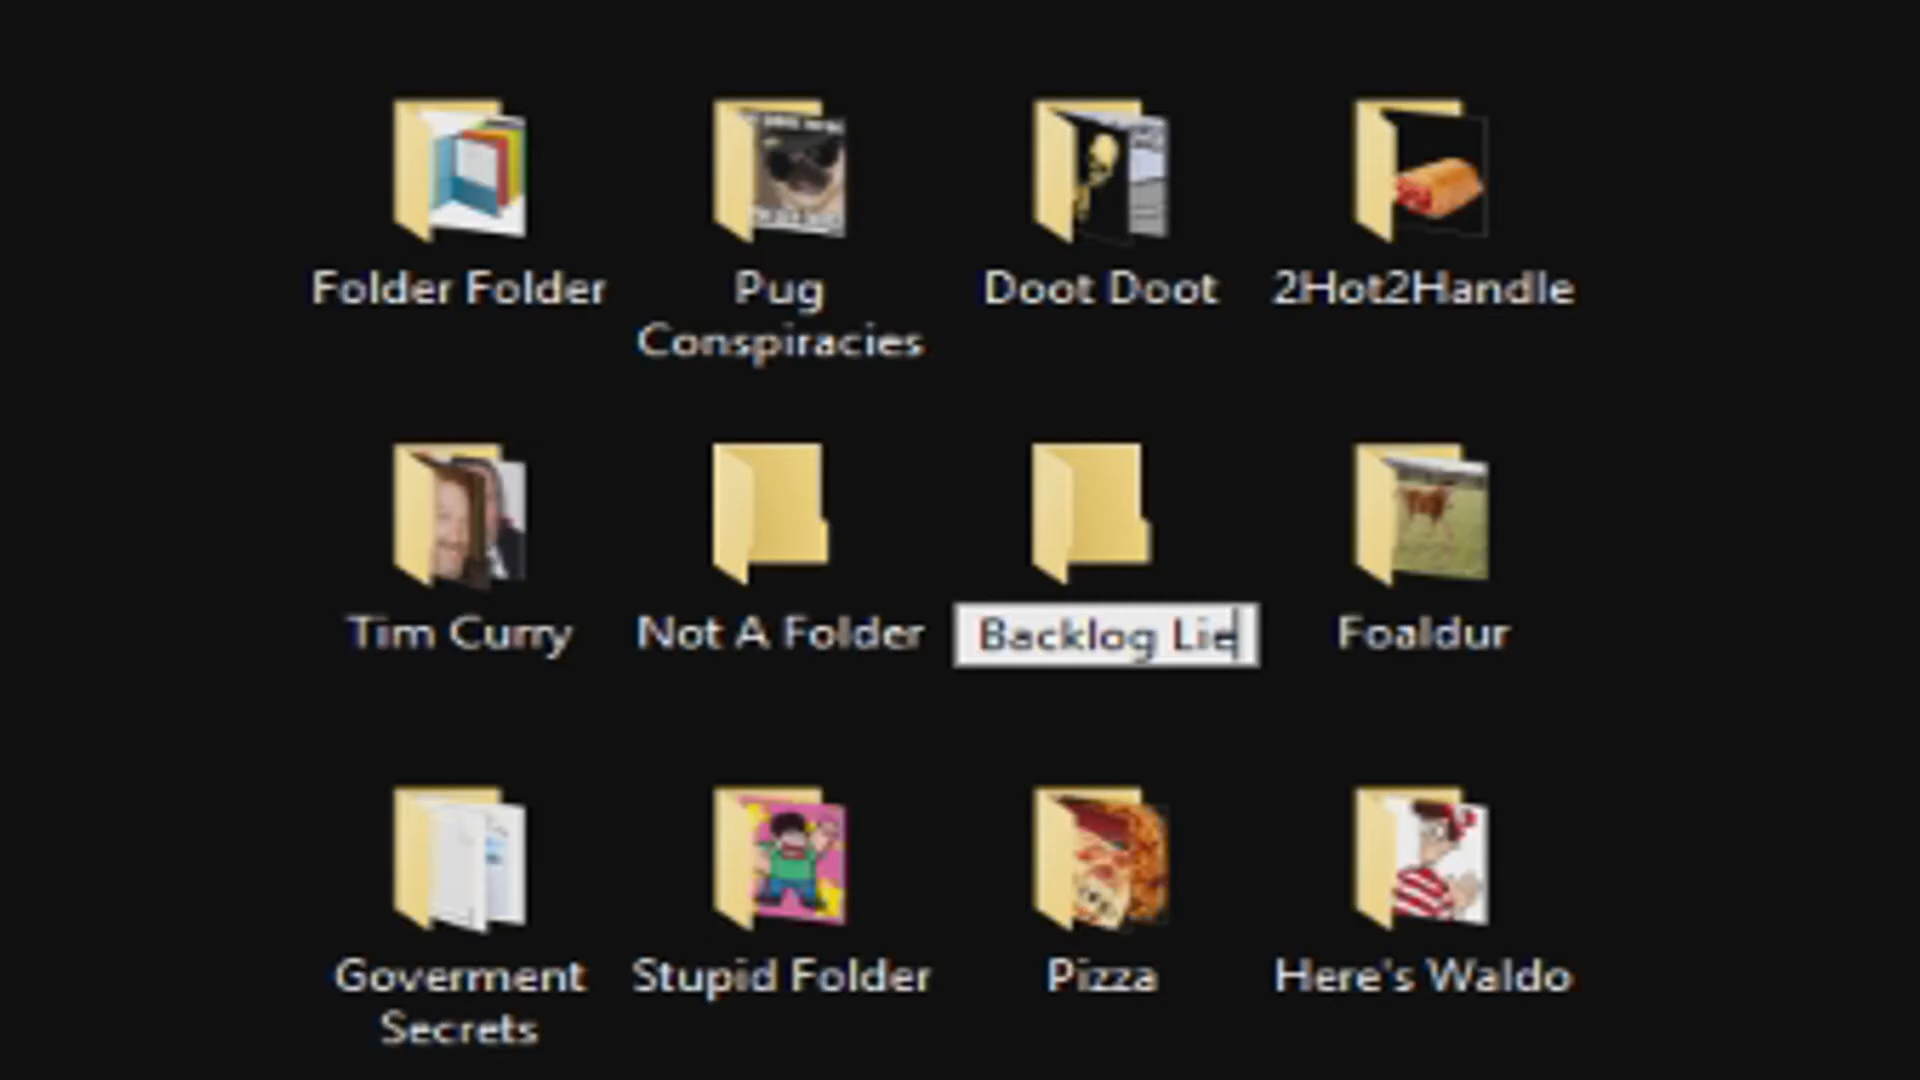 Folder Folder
Pug
Conspiracies
Doot Doot
2Hot2Handle
Tim Curry
Not A Folder
Backlog Lie
Foaldur
Goverment
Secrets
Stupid Folder
Pizza
Here's Waldo